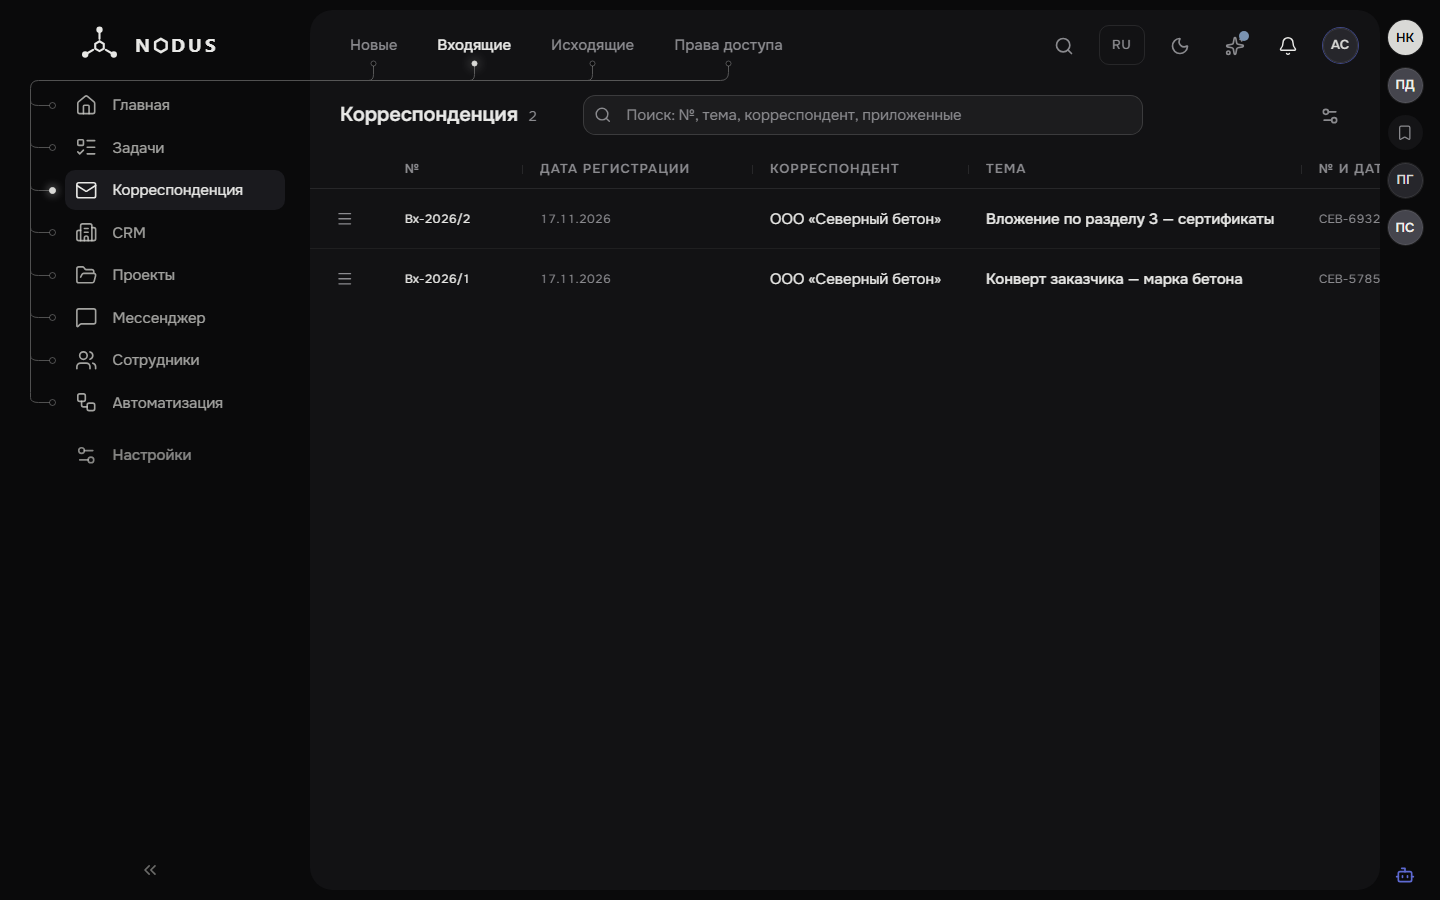 NODUS
Новые Входящие Исходящие Права доступа
RU
АС
НК
ПД
ПГ
ПС
Главная
Задачи
Корреспонденция
CRM
Проекты
Мессенджер
Сотрудники
Автоматизация
Настройки
Корреспонденция 2
Поиск: №, тема, корреспондент, приложенные
№ ДАТА РЕГИСТРАЦИИ КОРРЕСПОНДЕНТ ТЕМА № И ДАТ
Вх-2026/2 17.11.2026 ООО «Северный бетон» Вложение по разделу 3 — сертификаты СЕВ-6932
Вх-2026/1 17.11.2026 ООО «Северный бетон» Конверт заказчика — марка бетона СЕВ-5785